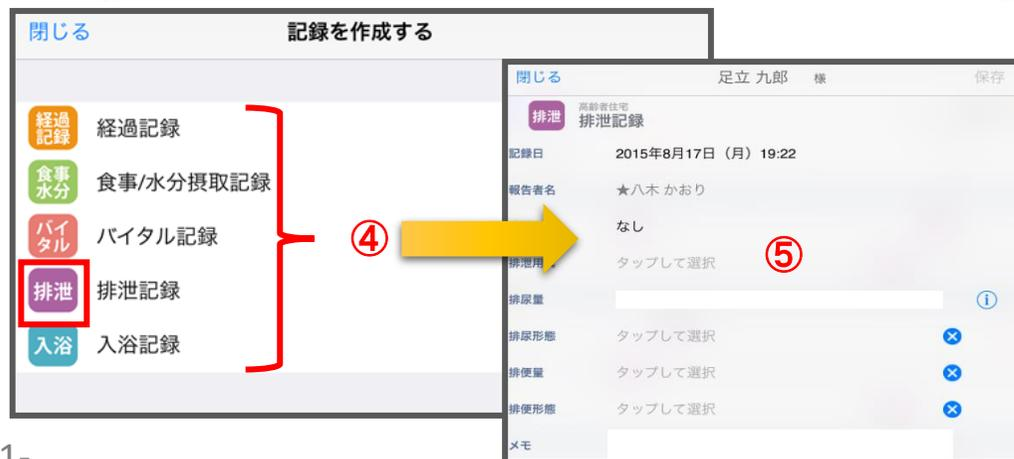 閉じる 記録を作成する
経過記録 経過記録
食事水分 食事/水分摂取記録
バイタル バイタル記録
排泄 排泄記録
入浴 入浴記録
④
閉じる 足立 九郎 様 保存
排泄 高齢者住宅
排泄記録
記録日 2015年8月17日（月）19:22
報告者名 ★八木 かおり
なし
⑤
排泄用 タップして選択
排尿量
排尿形態 タップして選択
排便量 タップして選択
排便形態 タップして選択
メモ